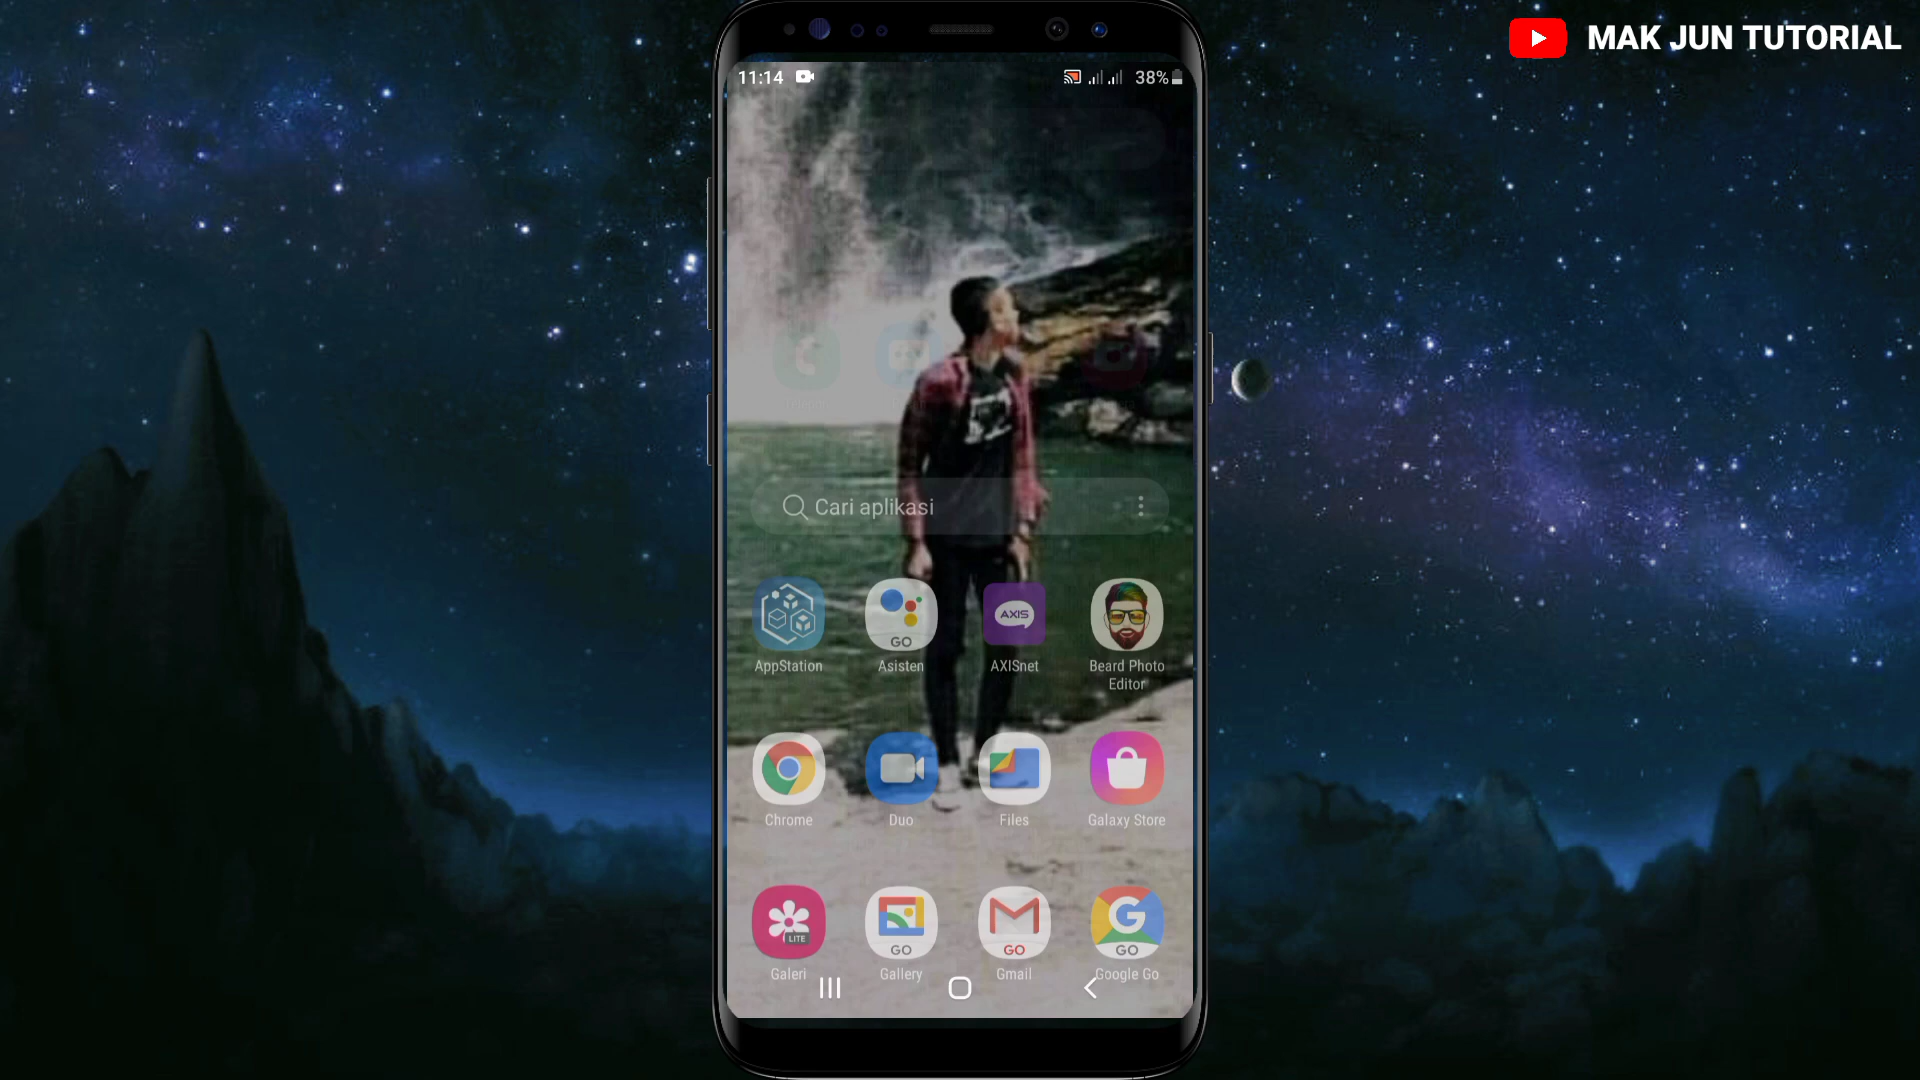 MAK JUN TUTORIAL
11:14
38%
Cari aplikasi
AppStation
GO
Asisten
AXIS
AXISnet
Beard Photo
Editor
Chrome
Duo
Files
Galaxy Store
LITE
Galeri
GO
Gallery
GO
Gmail
G
GO
Google Go